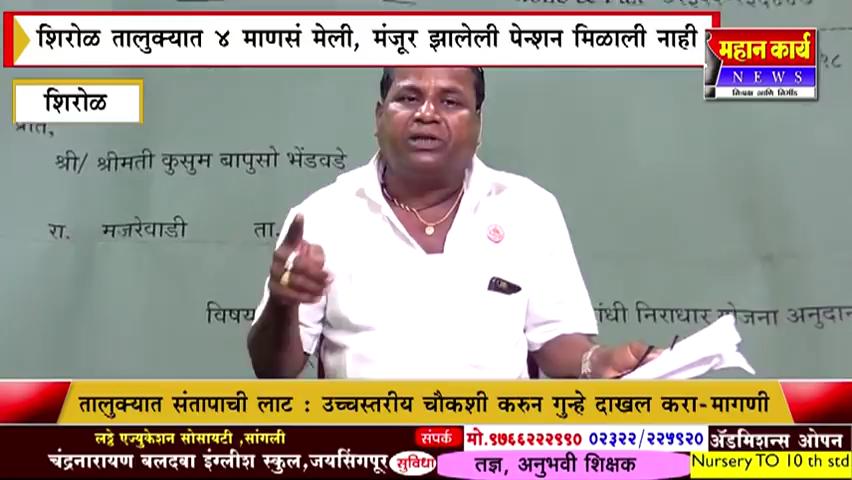 शिरोळ तालुक्यात ४ माणसं मेली, मंजूर झालेली पेन्शन मिळाली नाही
महान कार्य
NEWS
शिरोळ
प्रति,
श्री/ श्रीमती कुसुम बापुसो भेंडवडे
रा. मजरेवाडी ता.
विषय
गांधी निराधार योजना अनुदान
तालुक्यात संतापाची लाट : उच्चस्तरीय चौकशी करुन गुन्हे दाखल करा-मागणी
लठ्ठे एज्युकेशन सोसायटी ,सांगली
संपर्क मो.९७६६२२२९९० ०२३२२/२२५९२० ॲडमिशन्स ओपन
चंद्रनारायण बलदवा इंग्लीश स्कुल,जयसिंगपूर सुविधा तज्ञ, अनुभवी शिक्षक Nursery TO 10 th std